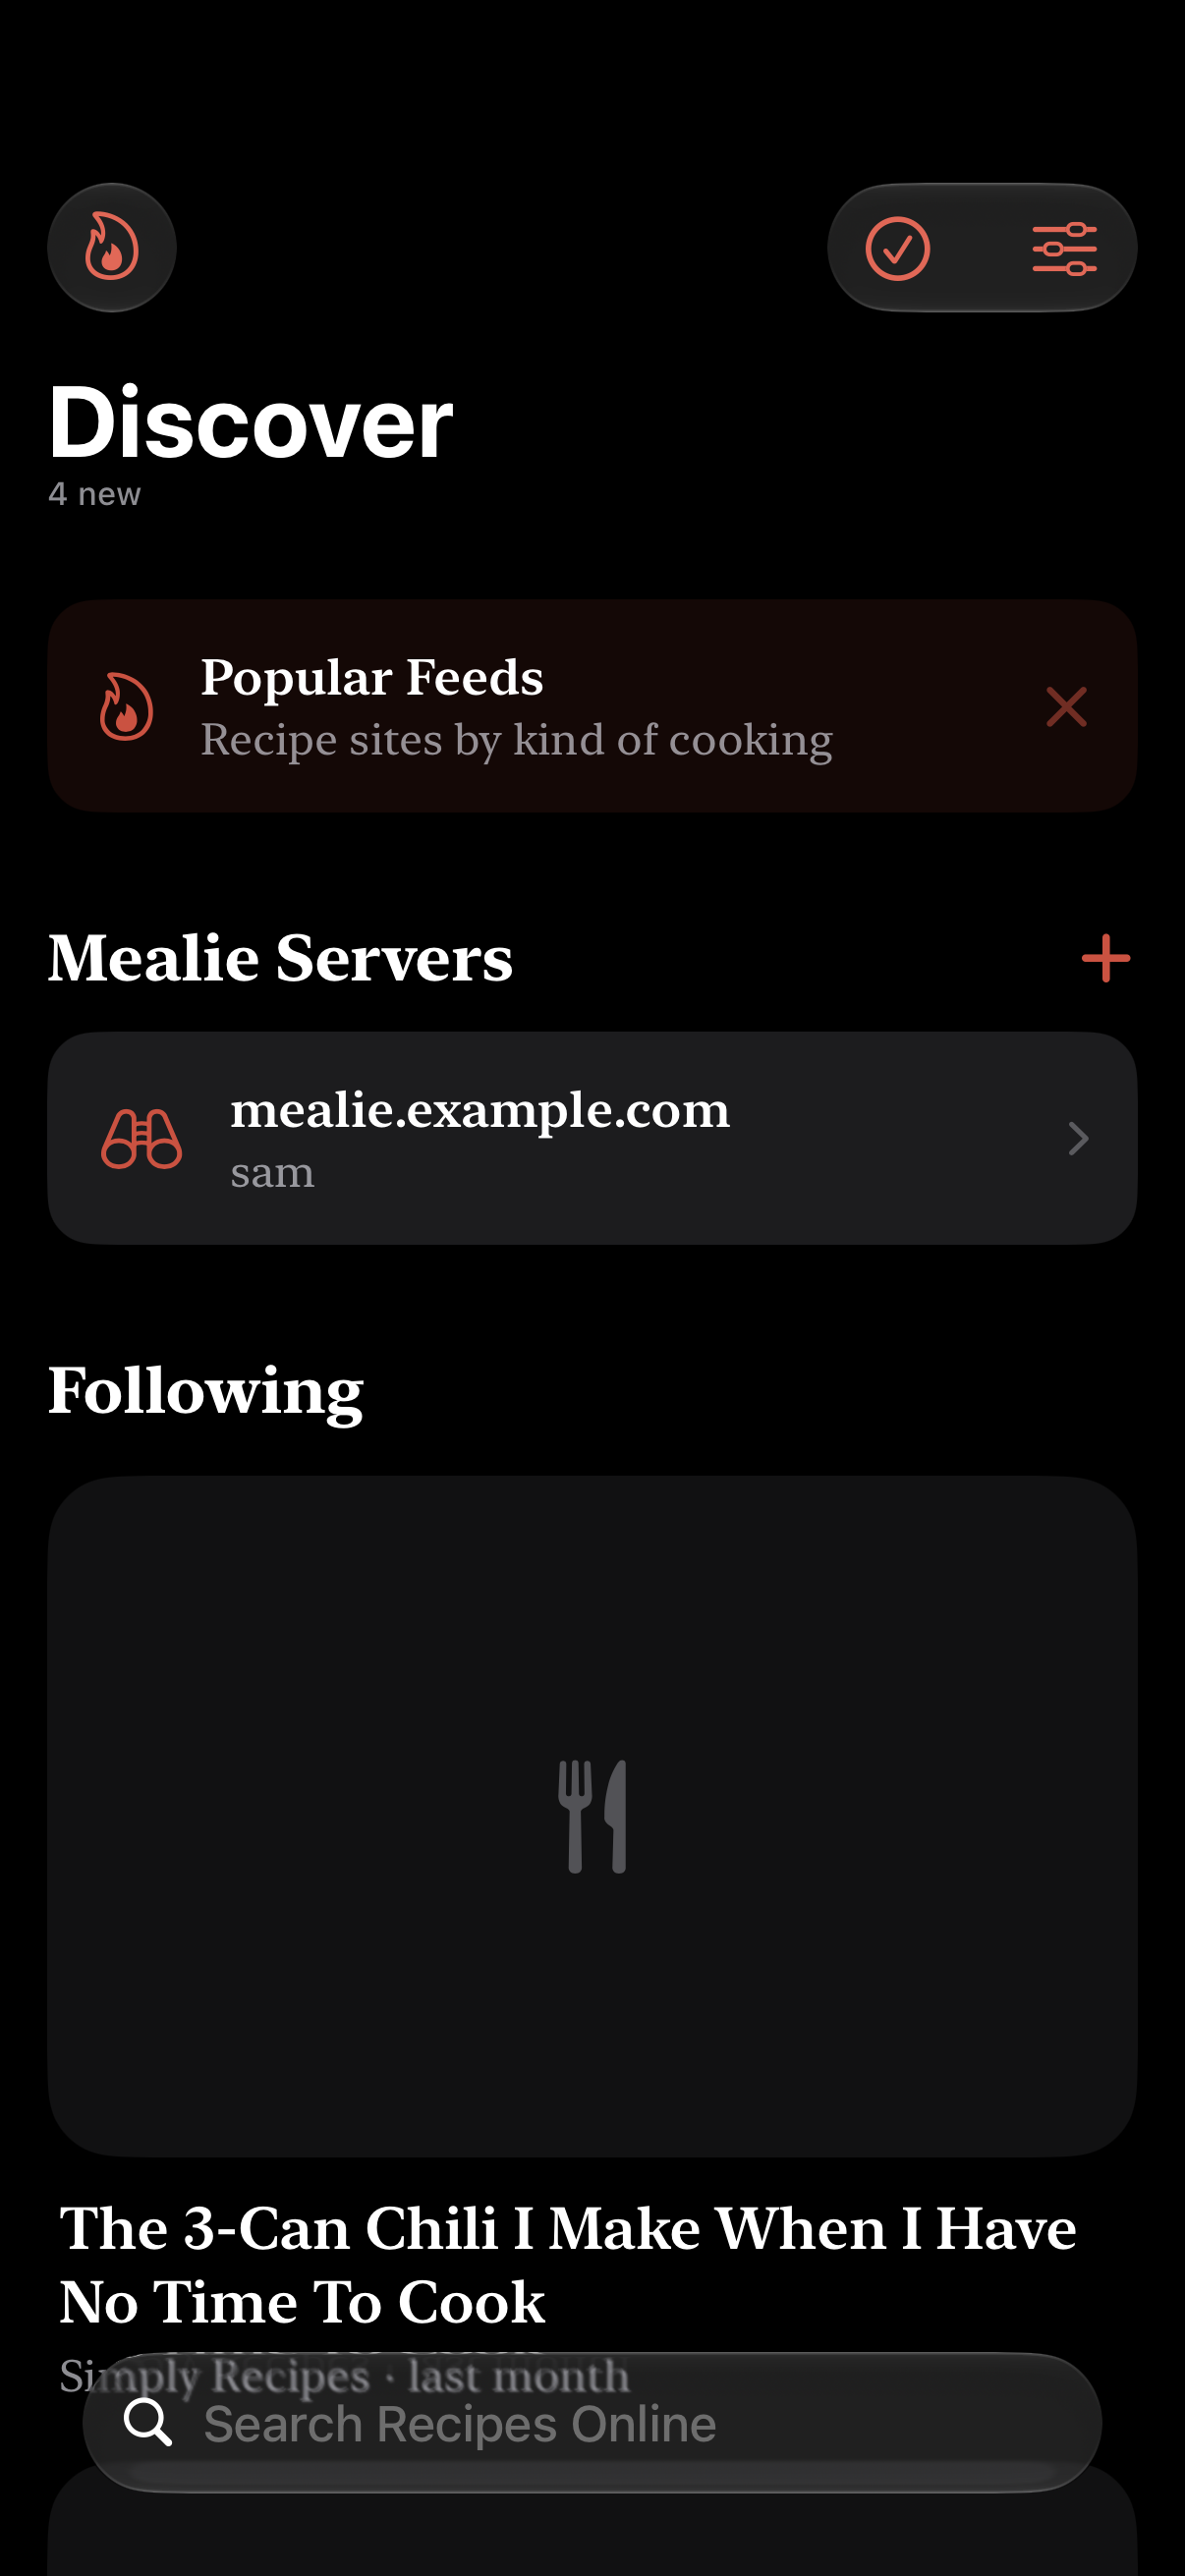 Discover
4 new
Popular Feeds
Recipe sites by kind of cooking
Mealie Servers
mealie.example.com
sam
Following
The 3-Can Chili I Make When I Have
No Time To Cook
Simply Recipes · last month
Search Recipes Online